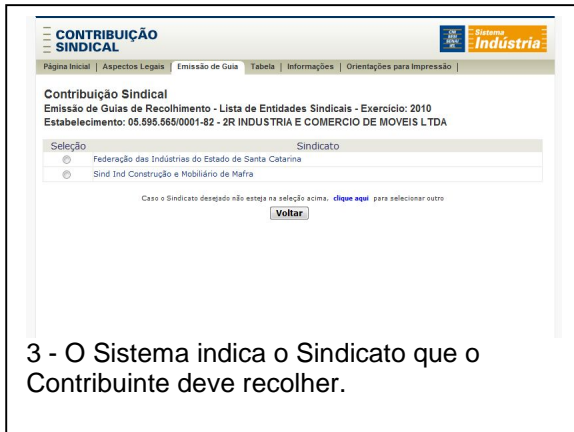 CONTRIBUIÇÃO
SINDICAL
CNI
SESI
SENAI
IEL
Sistema
Indústria
Página Inicial | Aspectos Legais | Emissão de Guia Tabela | Informações | Orientações para Impressão |
Contribuição Sindical
Emissão de Guias de Recolhimento - Lista de Entidades Sindicais - Exercício: 2010
Estabelecimento: 05.595.565/0001-82 - 2R INDUSTRIA E COMERCIO DE MOVEIS LTDA
Seleção Sindicato
Federação das Indústrias do Estado de Santa Catarina
Sind Ind Construção e Mobiliário de Mafra
Caso o Sindicato desejado não esteja na seleção acima, clique aqui para selecionar outro
Voltar
3 - O Sistema indica o Sindicato que o
Contribuinte deve recolher.